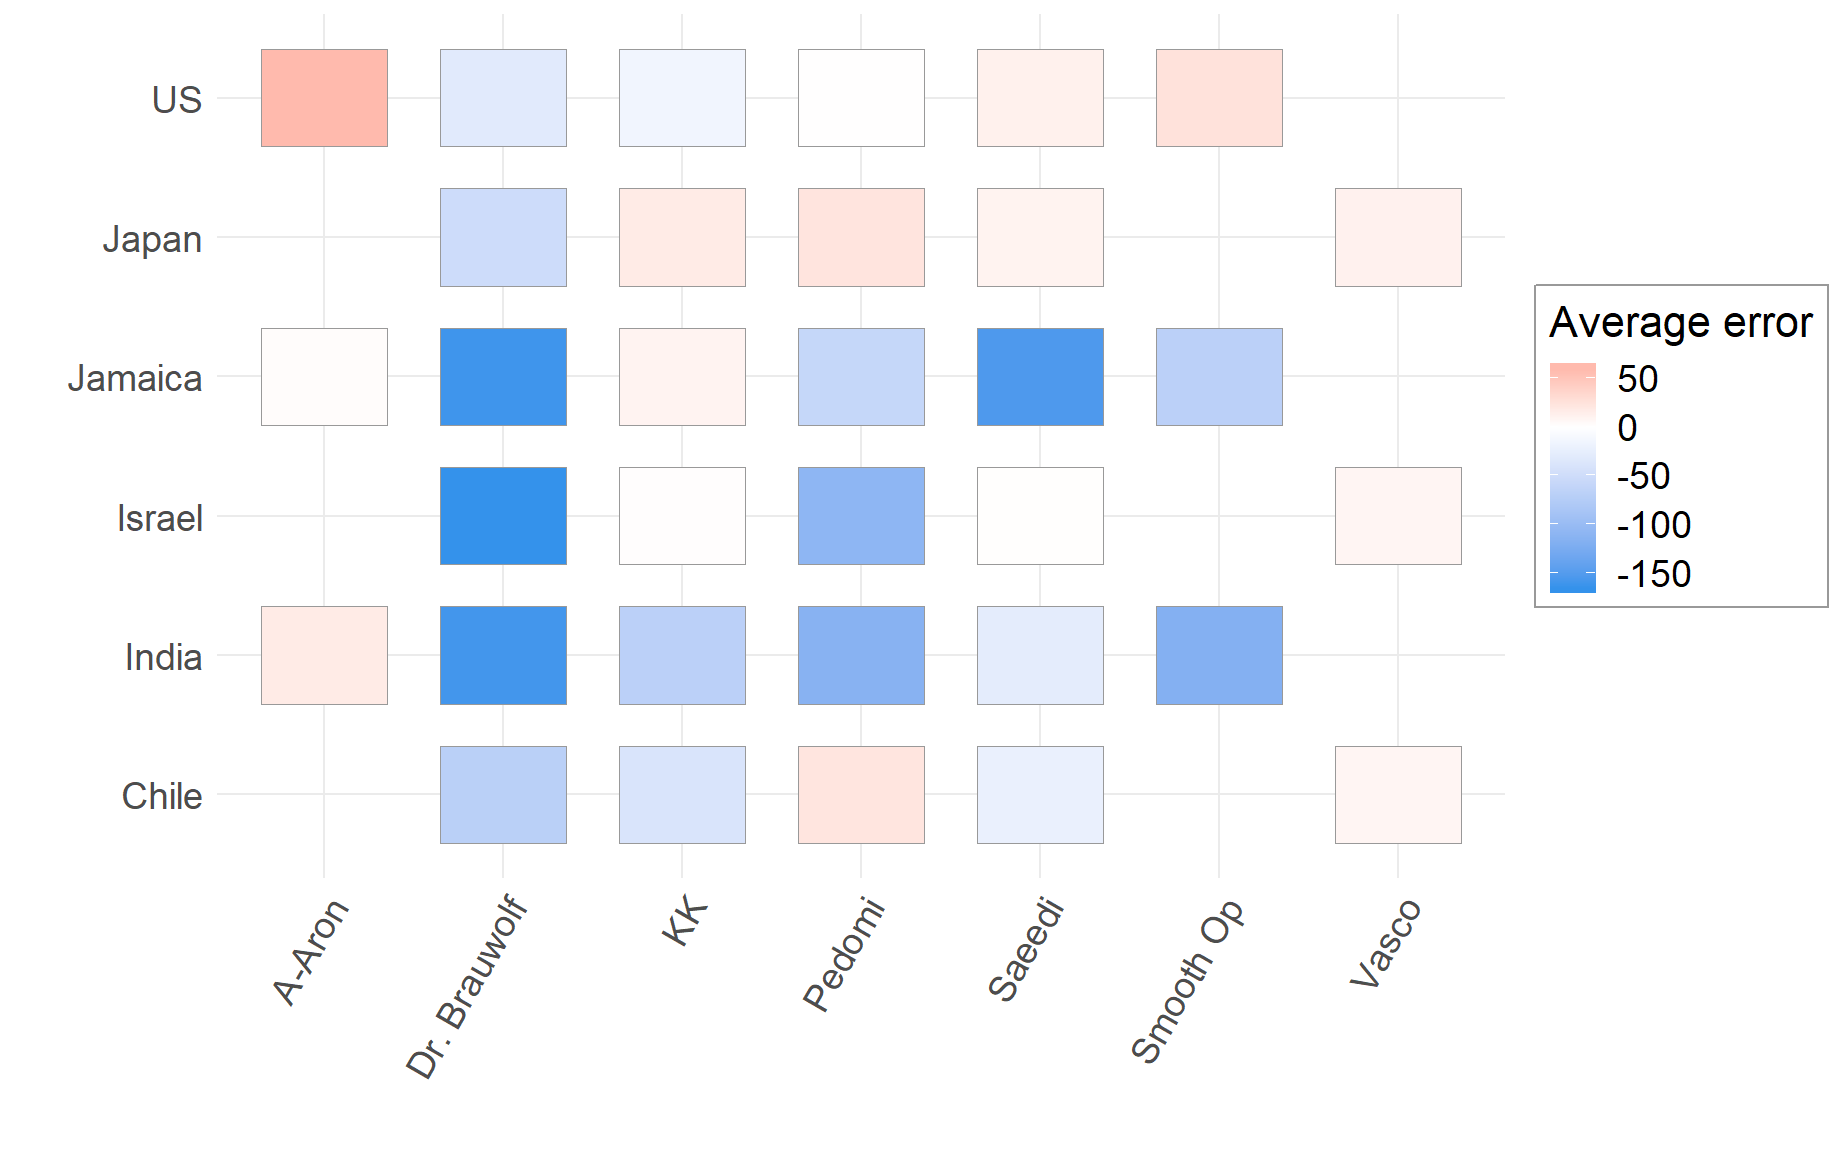 US
Japan
Jamaica
Israel
India
Chile
A-Aron
Dr. Brauwolf
KK
Pedomi
Saeedi
Smooth Op
Vasco
Average error
50
0
-50
-100
-150